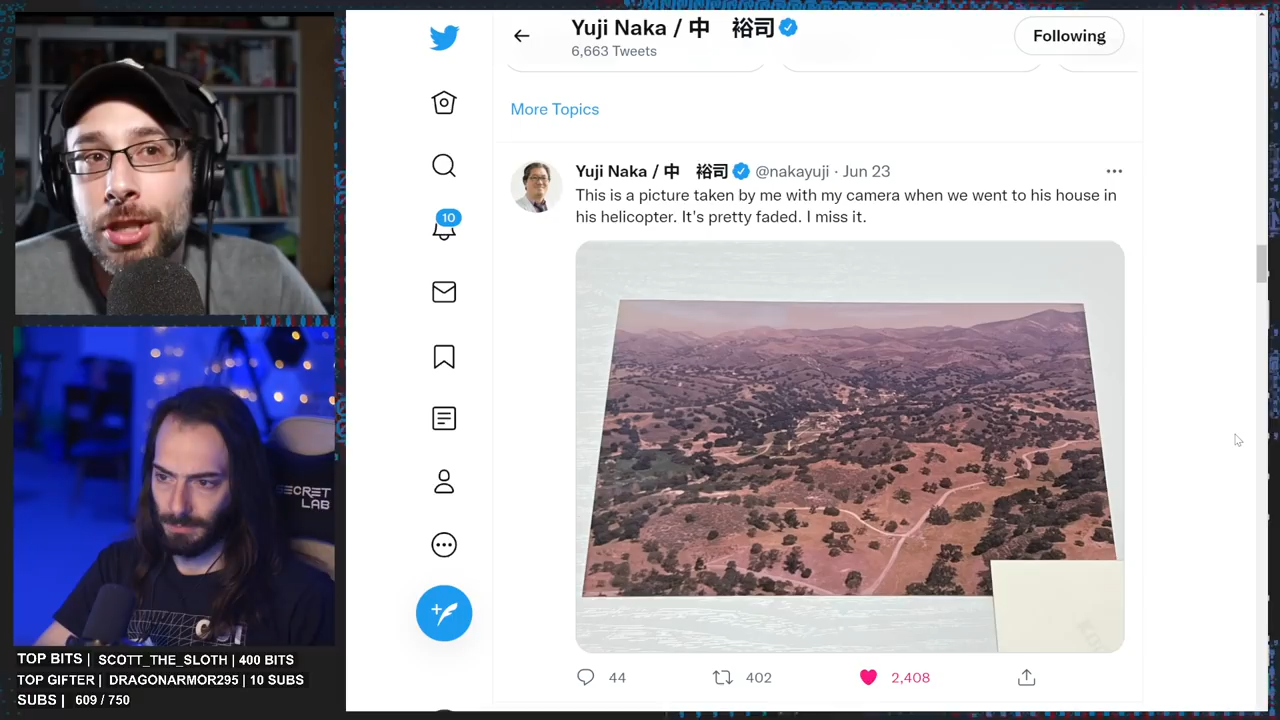 Yuji Naka / 中　裕司
6,663 Tweets
Following
More Topics
10
Yuji Naka / 中　裕司 @nakayuji · Jun 23
This is a picture taken by me with my camera when we went to his house in
his helicopter. It's pretty faded. I miss it.
44
402
2,408
SECRET
LAB
TOP BITS | SCOTT_THE_SLOTH | 400 BITS
TOP GIFTER | DRAGONARMOR295 | 10 SUBS
SUBS | 609 / 750